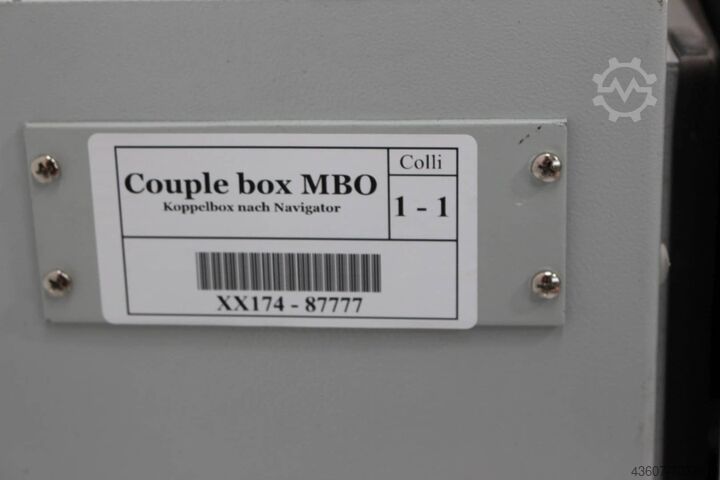 Couple box MBO
Koppelbox nach Navigator
Colli
1 - 1
XX174 - 87777